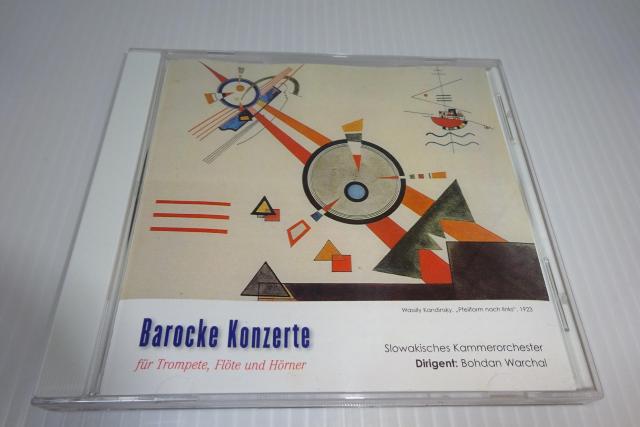 Wassily Kandinsky, „Pfeilform nach links", 1923
Barocke Konzerte
für Trompete, Flöte und Hörner
Slowakisches Kammerorchester
Dirigent: Bohdan Warchal